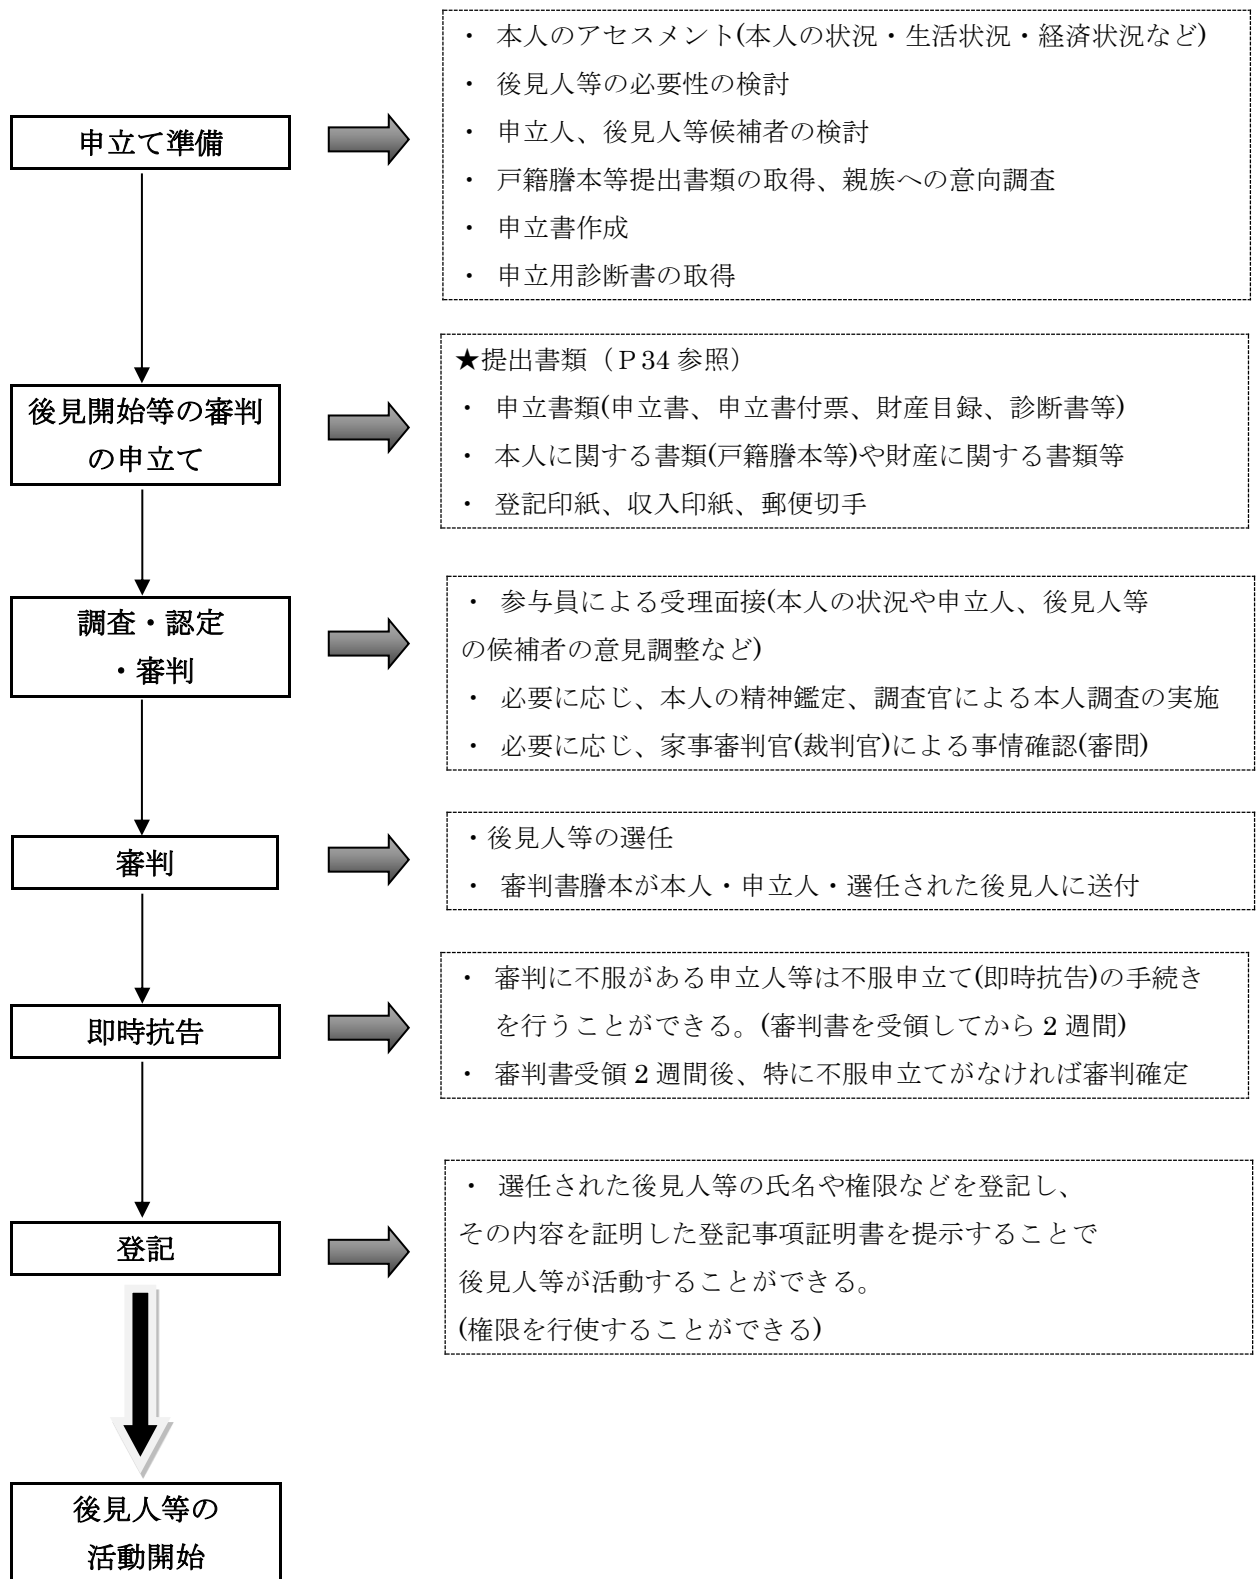 申立て準備
・ 本人のアセスメント(本人の状況・生活状況・経済状況など)
・ 後見人等の必要性の検討
・ 申立人、後見人等候補者の検討
・ 戸籍謄本等提出書類の取得、親族への意向調査
・ 申立書作成
・ 申立用診断書の取得
後見開始等の審判
の申立て
★提出書類（Ｐ34 参照）
・ 申立書類(申立書、申立書付票、財産目録、診断書等)
・ 本人に関する書類(戸籍謄本等)や財産に関する書類等
・ 登記印紙、収入印紙、郵便切手
調査・認定
・審判
・ 参与員による受理面接(本人の状況や申立人、後見人等
の候補者の意見調整など)
・ 必要に応じ、本人の精神鑑定、調査官による本人調査の実施
・ 必要に応じ、家事審判官(裁判官)による事情確認(審問)
審判
・後見人等の選任
・ 審判書謄本が本人・申立人・選任された後見人に送付
即時抗告
・ 審判に不服がある申立人等は不服申立て(即時抗告)の手続き
を行うことができる。(審判書を受領してから 2 週間)
・ 審判書受領 2 週間後、特に不服申立てがなければ審判確定
登記
・ 選任された後見人等の氏名や権限などを登記し、
その内容を証明した登記事項証明書を提示することで
後見人等が活動することができる。
(権限を行使することができる)
後見人等の
活動開始